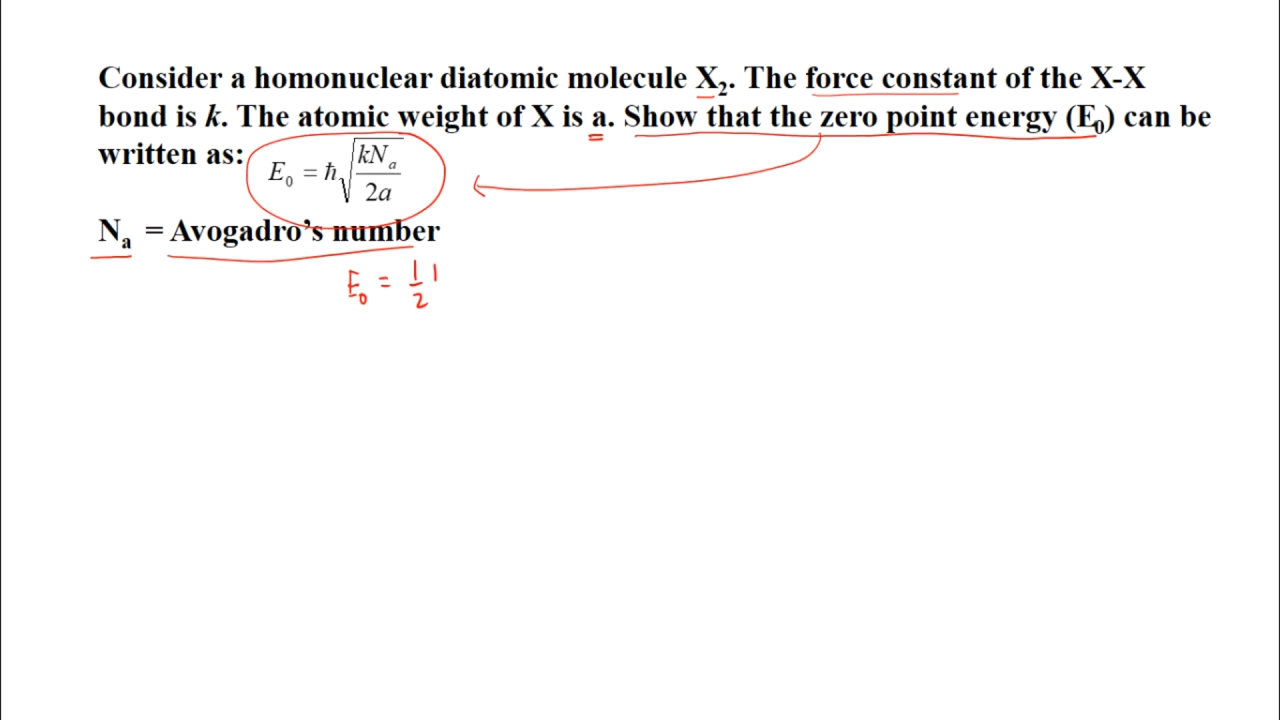 Consider a homonuclear diatomic molecule X₂. The force constant of the X-X
bond is k. The atomic weight of X is a. Show that the zero point energy (E₀) can be
written as: E₀ = ħ√(kNₐ/2a)
Nₐ = Avogadro’s number
E₀ = 1/2 1